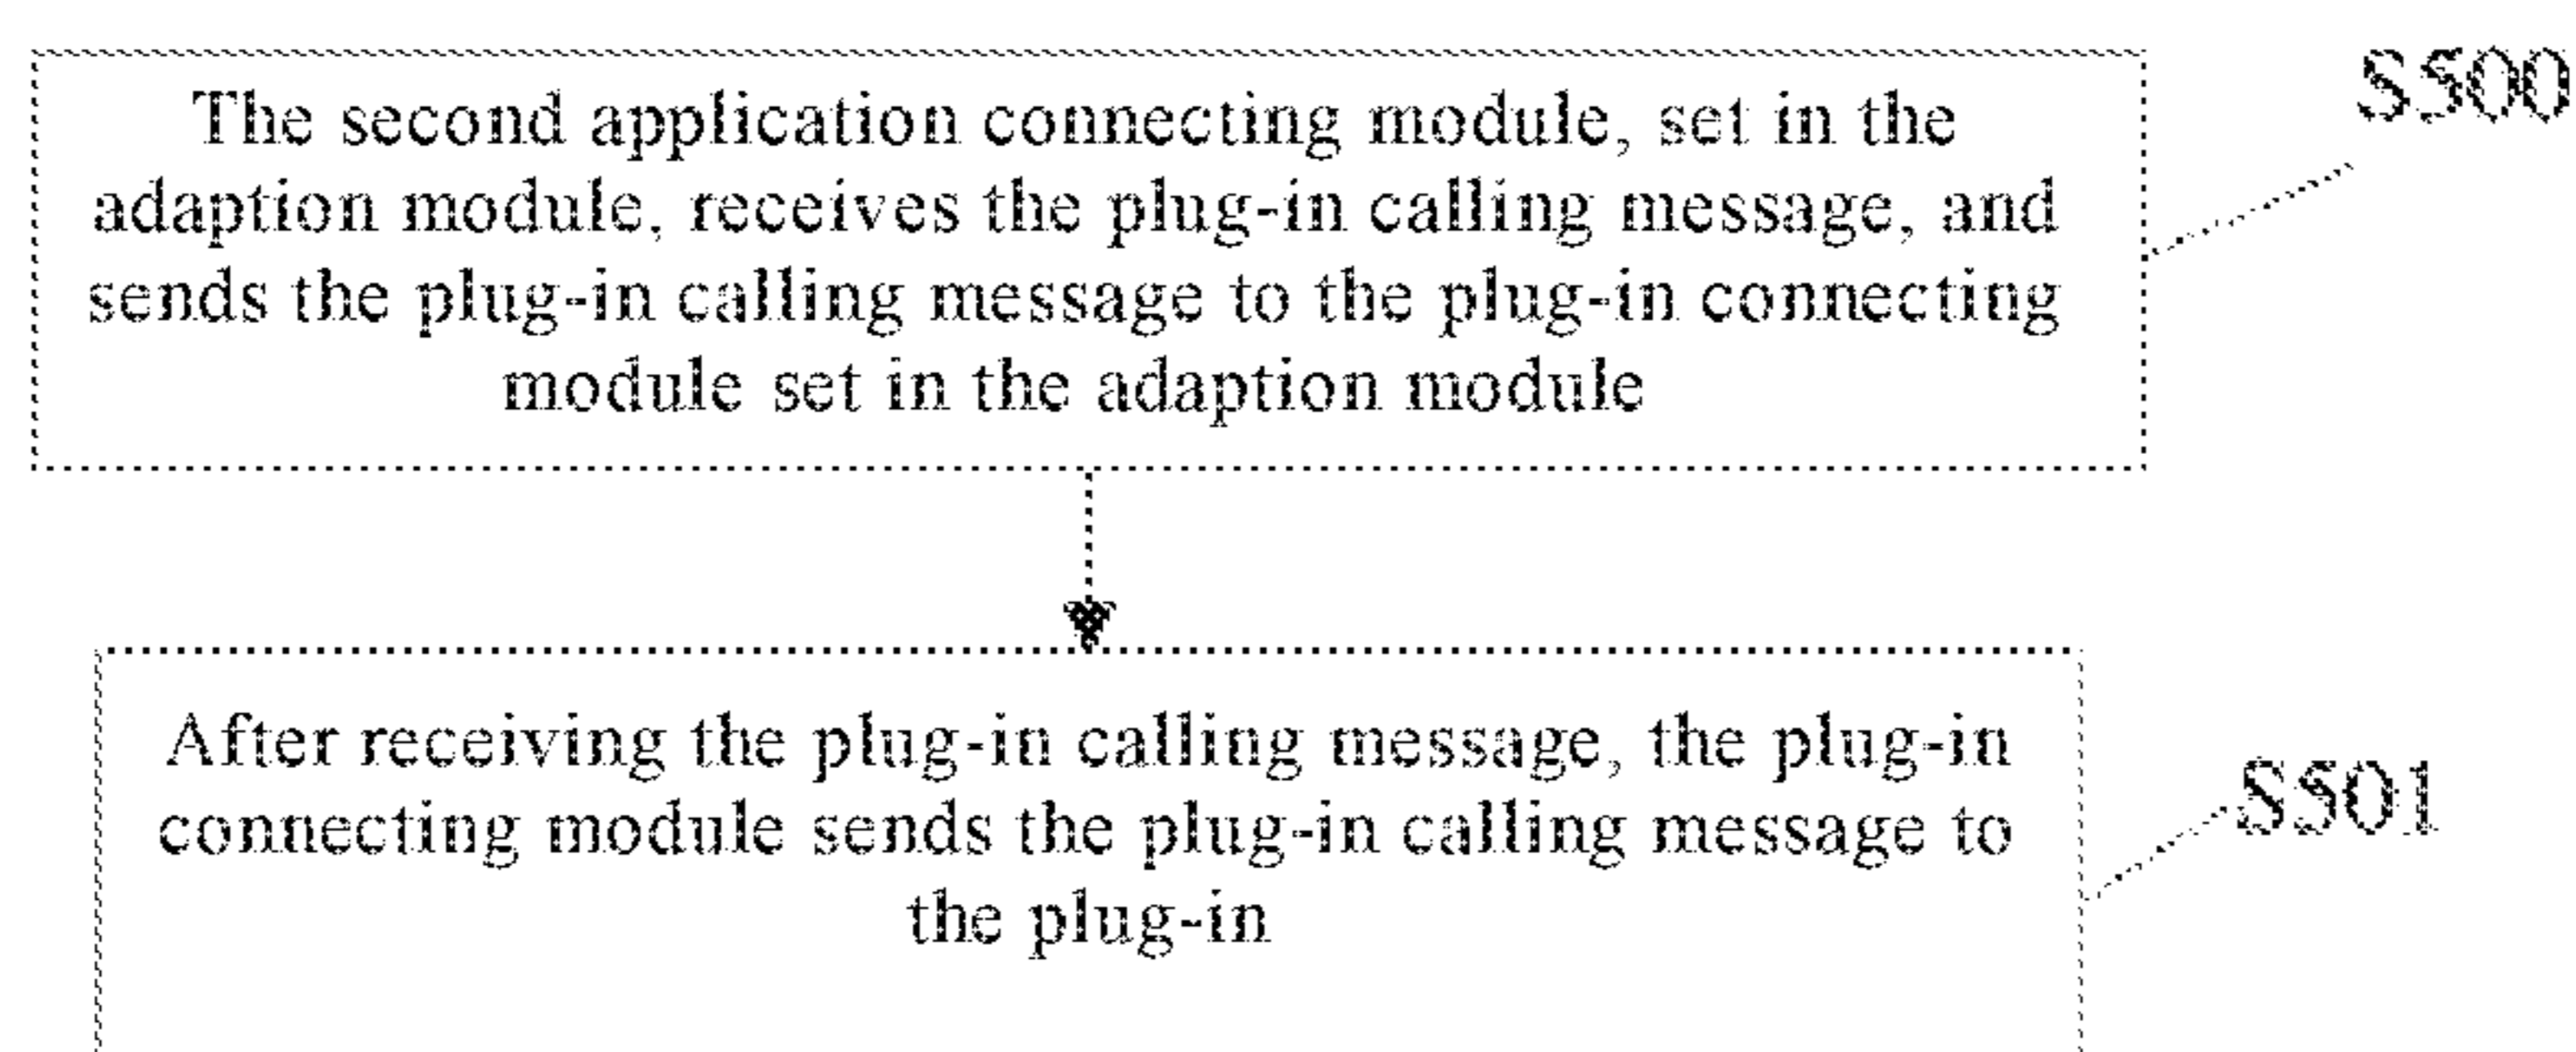 The second application connecting module, set in the
adaption module, receives the plug-in calling message, and
sends the plug-in calling message to the plug-in connecting
module set in the adaption module
S500
After receiving the plug-in calling message, the plug-in
connecting module sends the plug-in calling message to
the plug-in
S501